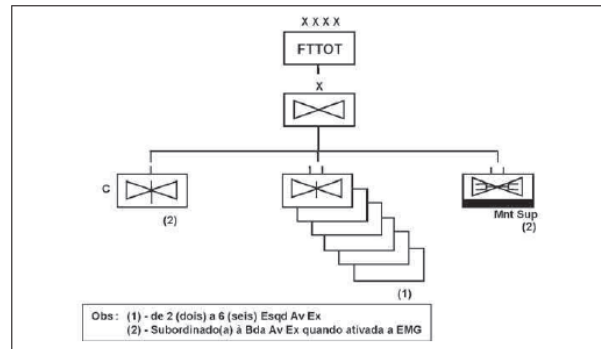 X X X X
FTTOT
X
C
(2)
Mnt Sup
(2)
(1)
Obs: (1) - de 2 (dois) a 6 (seis) Esqd Av Ex
(2) - Subordinado(a) à Bda Av Ex quando ativada a EMG